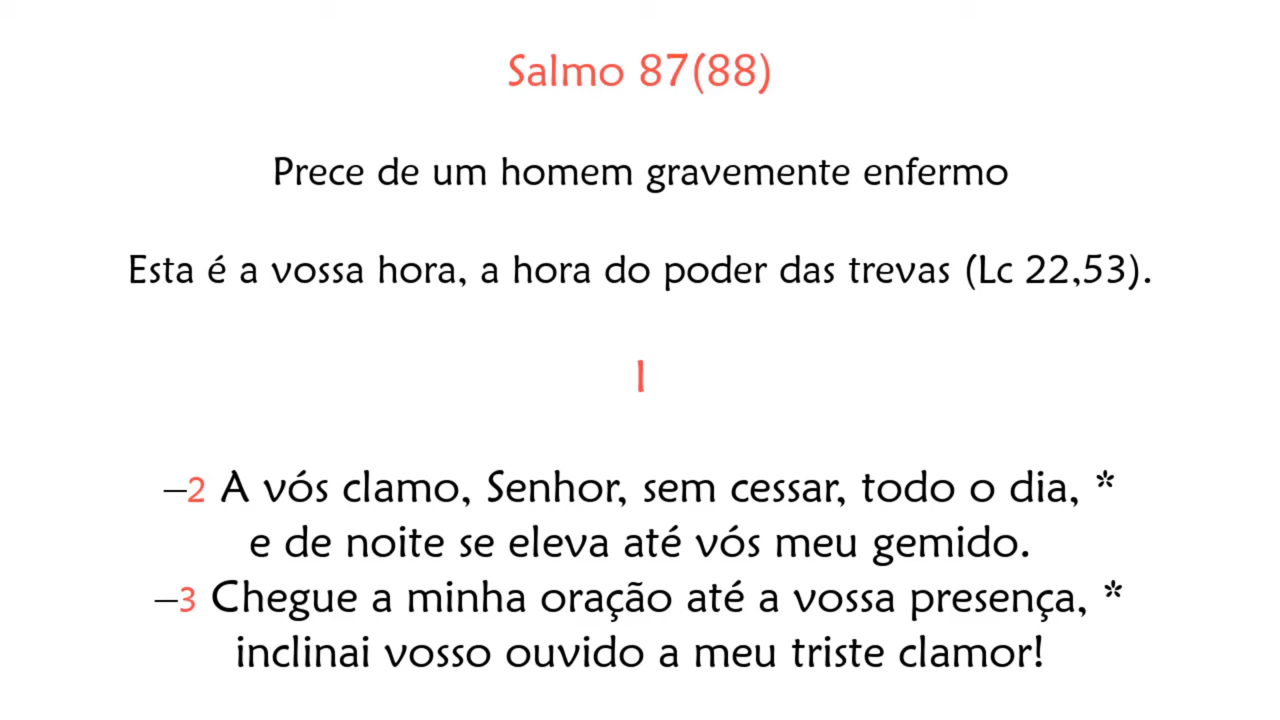 Salmo 87(88)
Prece de um homem gravemente enfermo
Esta é a vossa hora, a hora do poder das trevas (Lc 22,53).
I
–2 A vós clamo, Senhor, sem cessar, todo o dia, *
e de noite se eleva até vós meu gemido.
–3 Chegue a minha oração até a vossa presença, *
inclinai vosso ouvido a meu triste clamor!